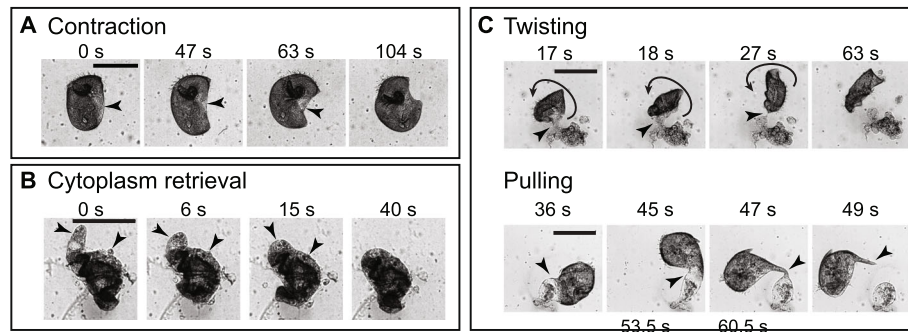 A Contraction
0 s 47 s 63 s 104 s
B Cytoplasm retrieval
0 s 6 s 15 s 40 s
C Twisting
17 s 18 s 27 s 63 s
Pulling
36 s 45 s 47 s 49 s
53.5 s 60.5 s